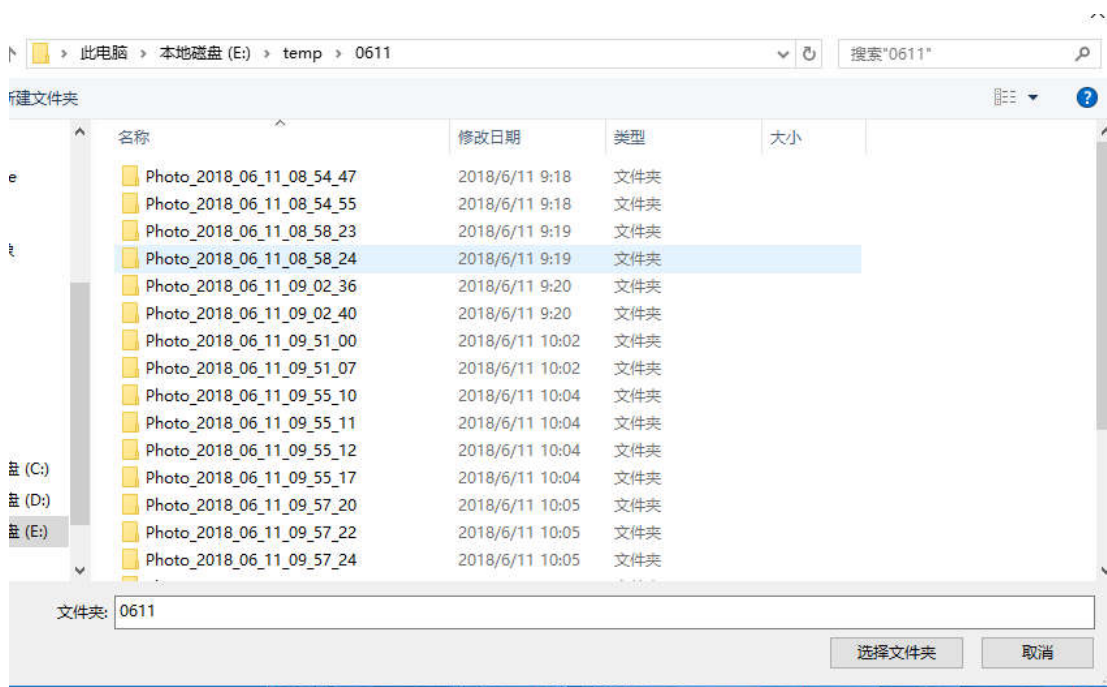 此电脑 › 本地磁盘 (E:) › temp › 0611 搜索"0611"
新建文件夹
名称 修改日期 类型 大小
Photo_2018_06_11_08_54_47 2018/6/11 9:18 文件夹
Photo_2018_06_11_08_54_55 2018/6/11 9:18 文件夹
Photo_2018_06_11_08_58_23 2018/6/11 9:19 文件夹
Photo_2018_06_11_08_58_24 2018/6/11 9:19 文件夹
Photo_2018_06_11_09_02_36 2018/6/11 9:20 文件夹
Photo_2018_06_11_09_02_40 2018/6/11 9:20 文件夹
Photo_2018_06_11_09_51_00 2018/6/11 10:02 文件夹
Photo_2018_06_11_09_51_07 2018/6/11 10:02 文件夹
Photo_2018_06_11_09_55_10 2018/6/11 10:04 文件夹
Photo_2018_06_11_09_55_11 2018/6/11 10:04 文件夹
Photo_2018_06_11_09_55_12 2018/6/11 10:04 文件夹
盘 (C:)
Photo_2018_06_11_09_55_17 2018/6/11 10:04 文件夹
盘 (D:)
Photo_2018_06_11_09_57_20 2018/6/11 10:05 文件夹
盘 (E:)
Photo_2018_06_11_09_57_22 2018/6/11 10:05 文件夹
Photo_2018_06_11_09_57_24 2018/6/11 10:05 文件夹
文件夹: 0611
选择文件夹 取消